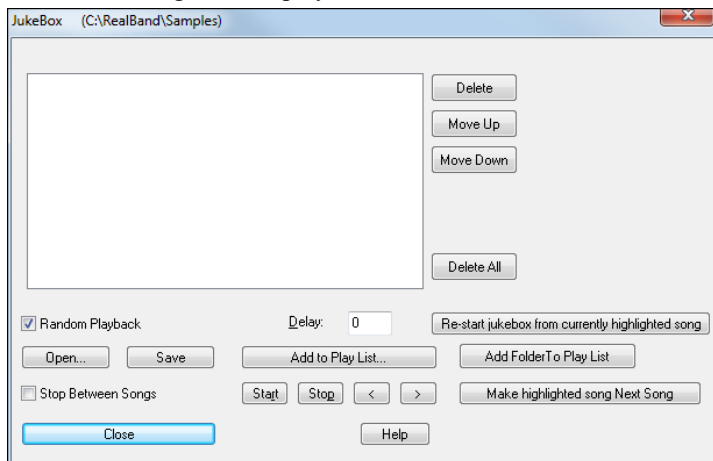 JukeBox (C:\RealBand\Samples)
Delete
Move Up
Move Down
Delete All
Random Playback Delay: 0 Re-start jukebox from currently highlighted song
Open... Save Add to Play List... Add FolderTo Play List
Stop Between Songs Start Stop < > Make highlighted song Next Song
Close Help